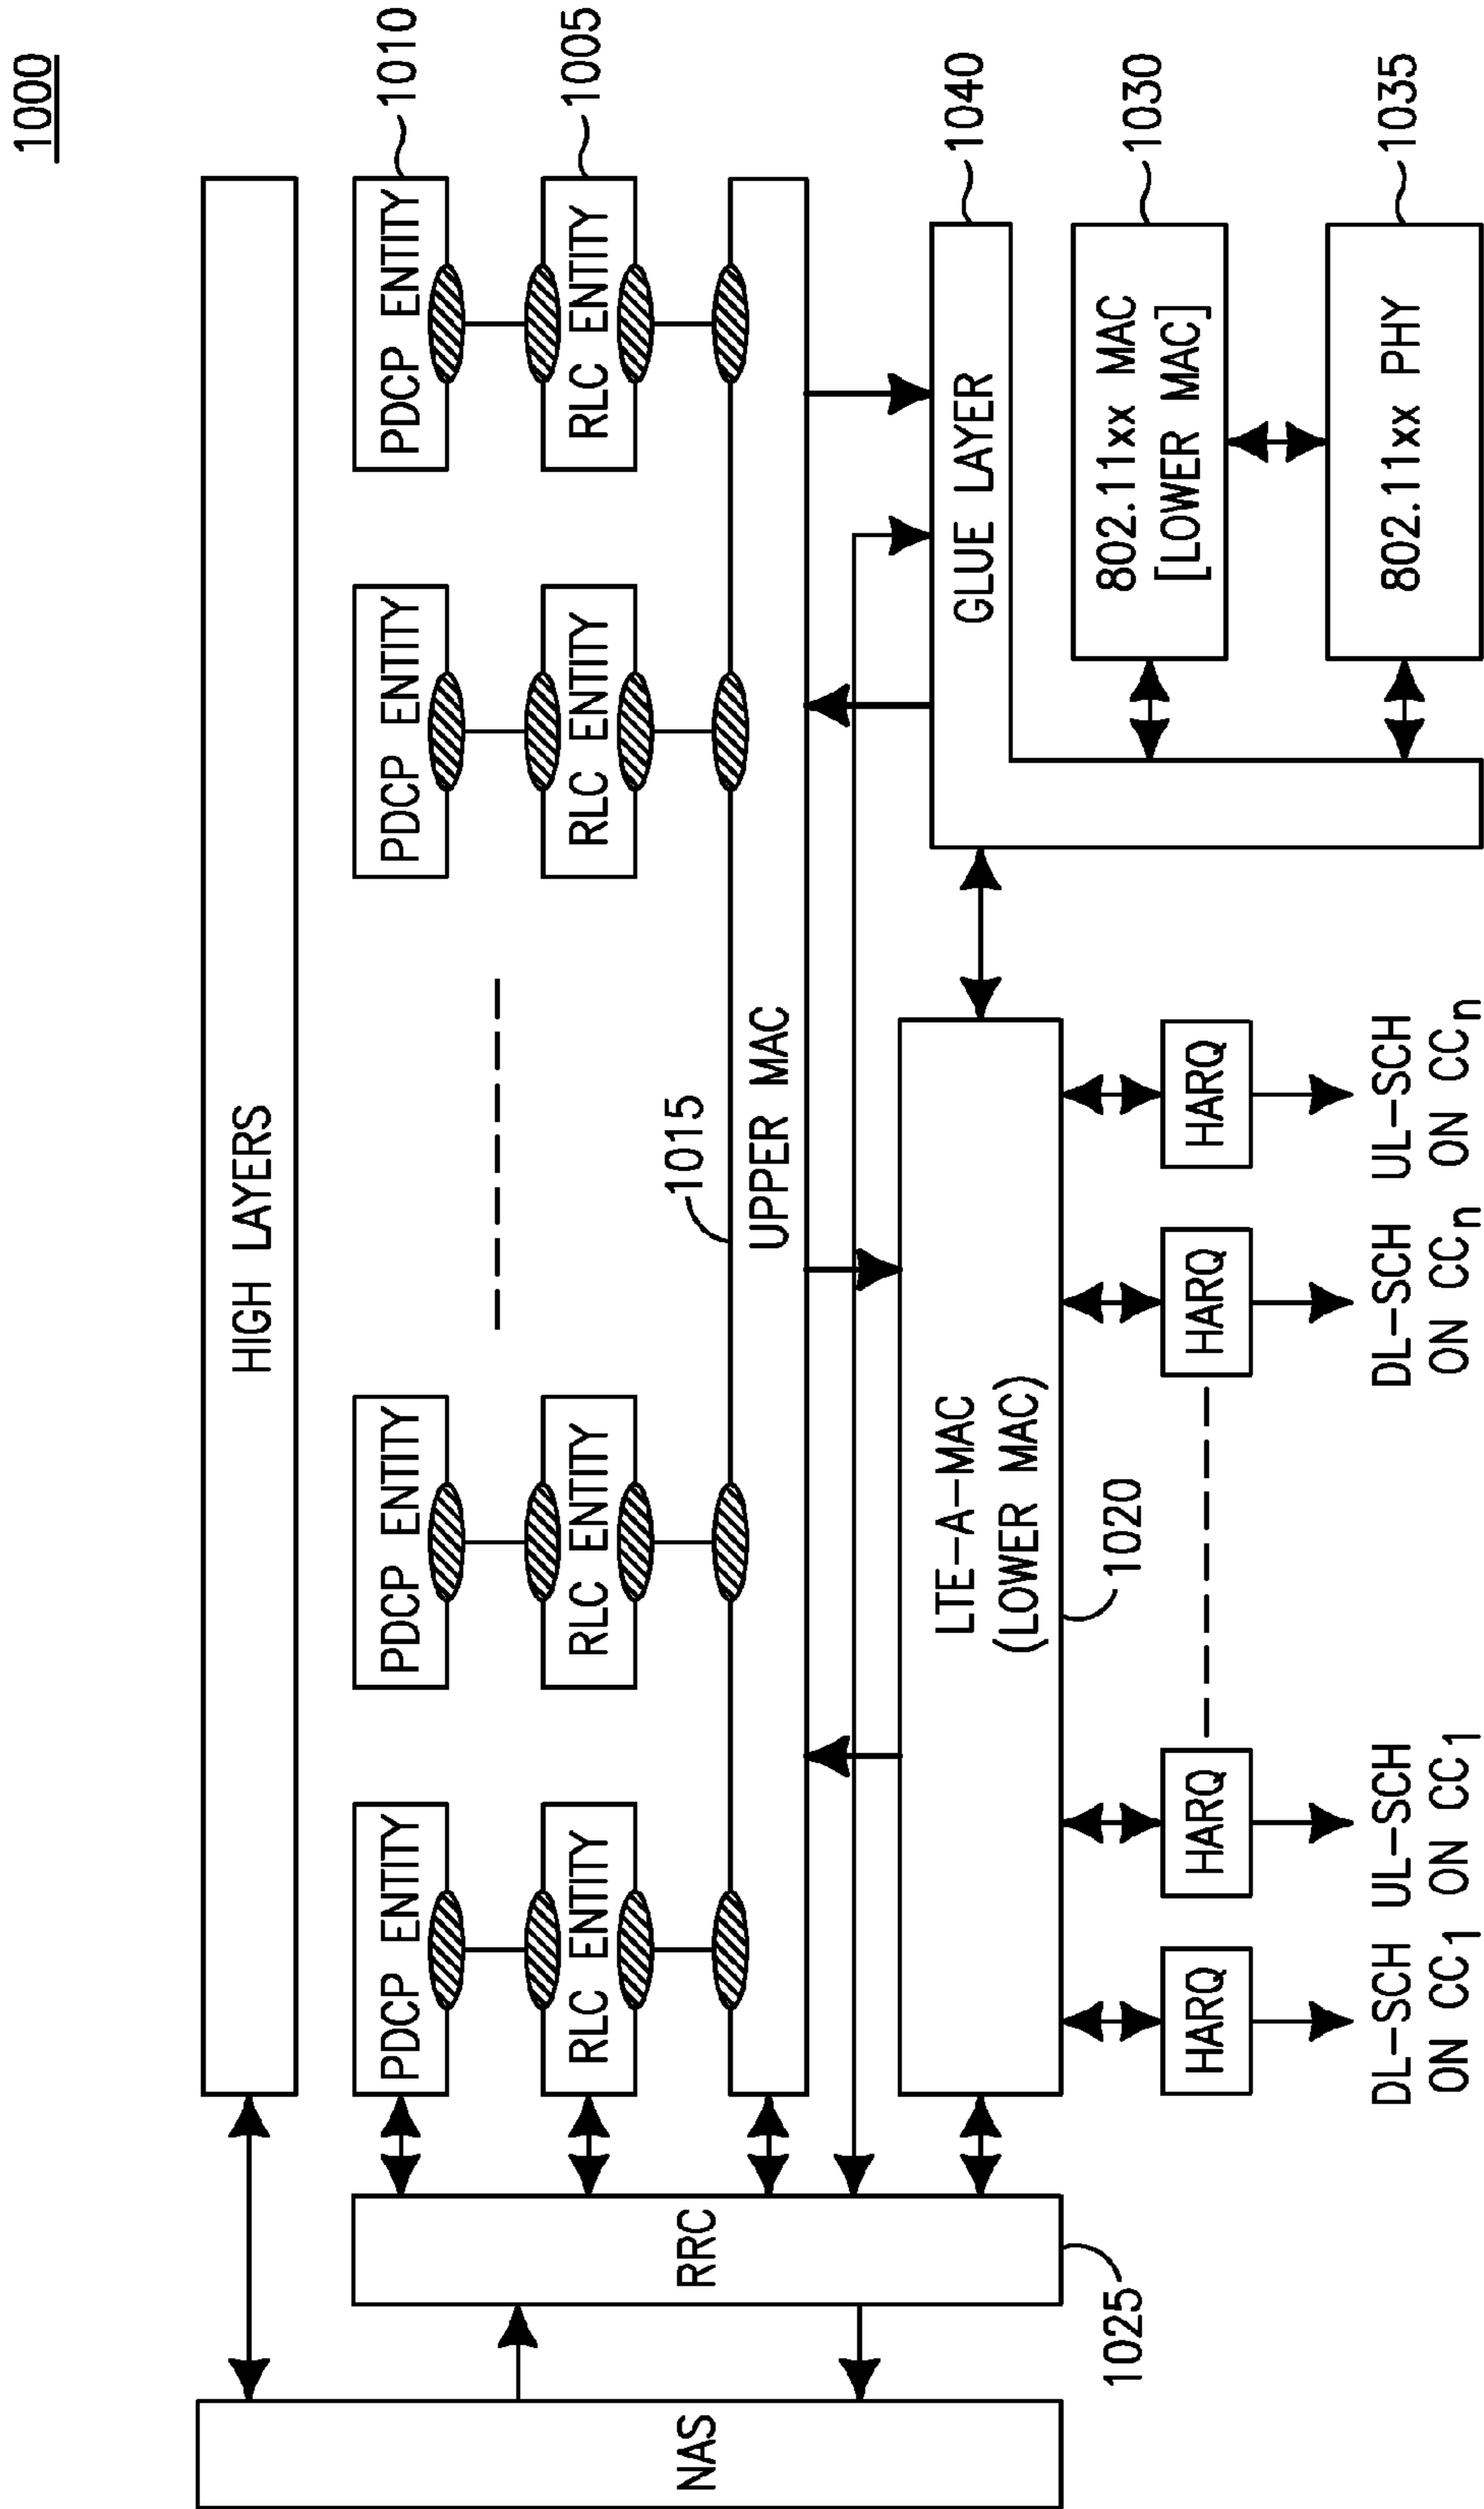 1000
HIGH LAYERS
PDCP ENTITY
PDCP ENTITY
PDCP ENTITY
PDCP ENTITY
1010
RLC ENTITY
RLC ENTITY
RLC ENTITY
RLC ENTITY
1005
1015
UPPER MAC
NAS
RRC
1025
LTE-A-MAC
(LOWER MAC)
1020
GLUE LAYER
1040
802.11xx MAC
[LOWER MAC]
1030
802.11xx PHY
1035
HARQ
HARQ
HARQ
HARQ
DL-SCH
ON CC1
UL-SCH
ON CC1
DL-SCH
ON CCn
UL-SCH
ON CCn